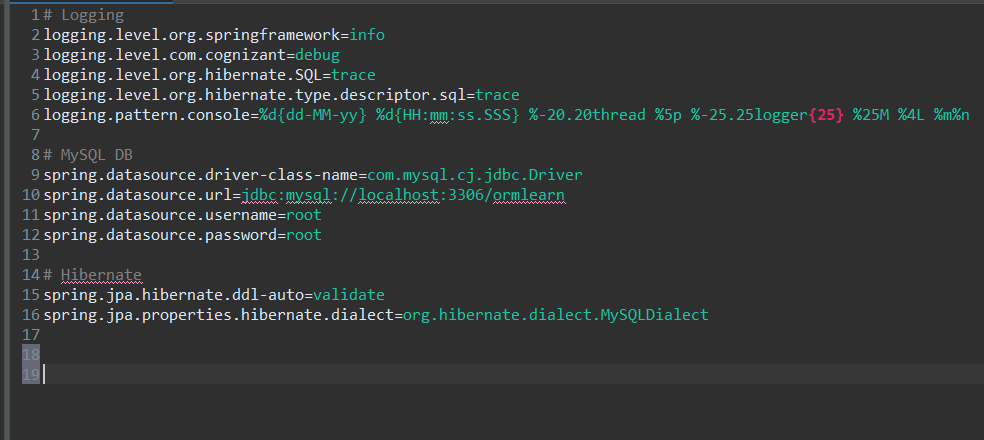 1 # Logging
2 logging.level.org.springframework=info
3 logging.level.com.cognizant=debug
4 logging.level.org.hibernate.SQL=trace
5 logging.level.org.hibernate.type.descriptor.sql=trace
6 logging.pattern.console=%d{dd-MM-yy} %d{HH:mm:ss.SSS} %-20.20thread %5p %-25.25logger{25} %25M %4L %m%n
7
8 # MySQL DB
9 spring.datasource.driver-class-name=com.mysql.cj.jdbc.Driver
10 spring.datasource.url=jdbc:mysql://localhost:3306/ormlearn
11 spring.datasource.username=root
12 spring.datasource.password=root
13
14 # Hibernate
15 spring.jpa.hibernate.ddl-auto=validate
16 spring.jpa.properties.hibernate.dialect=org.hibernate.dialect.MySQLDialect
17
18
19